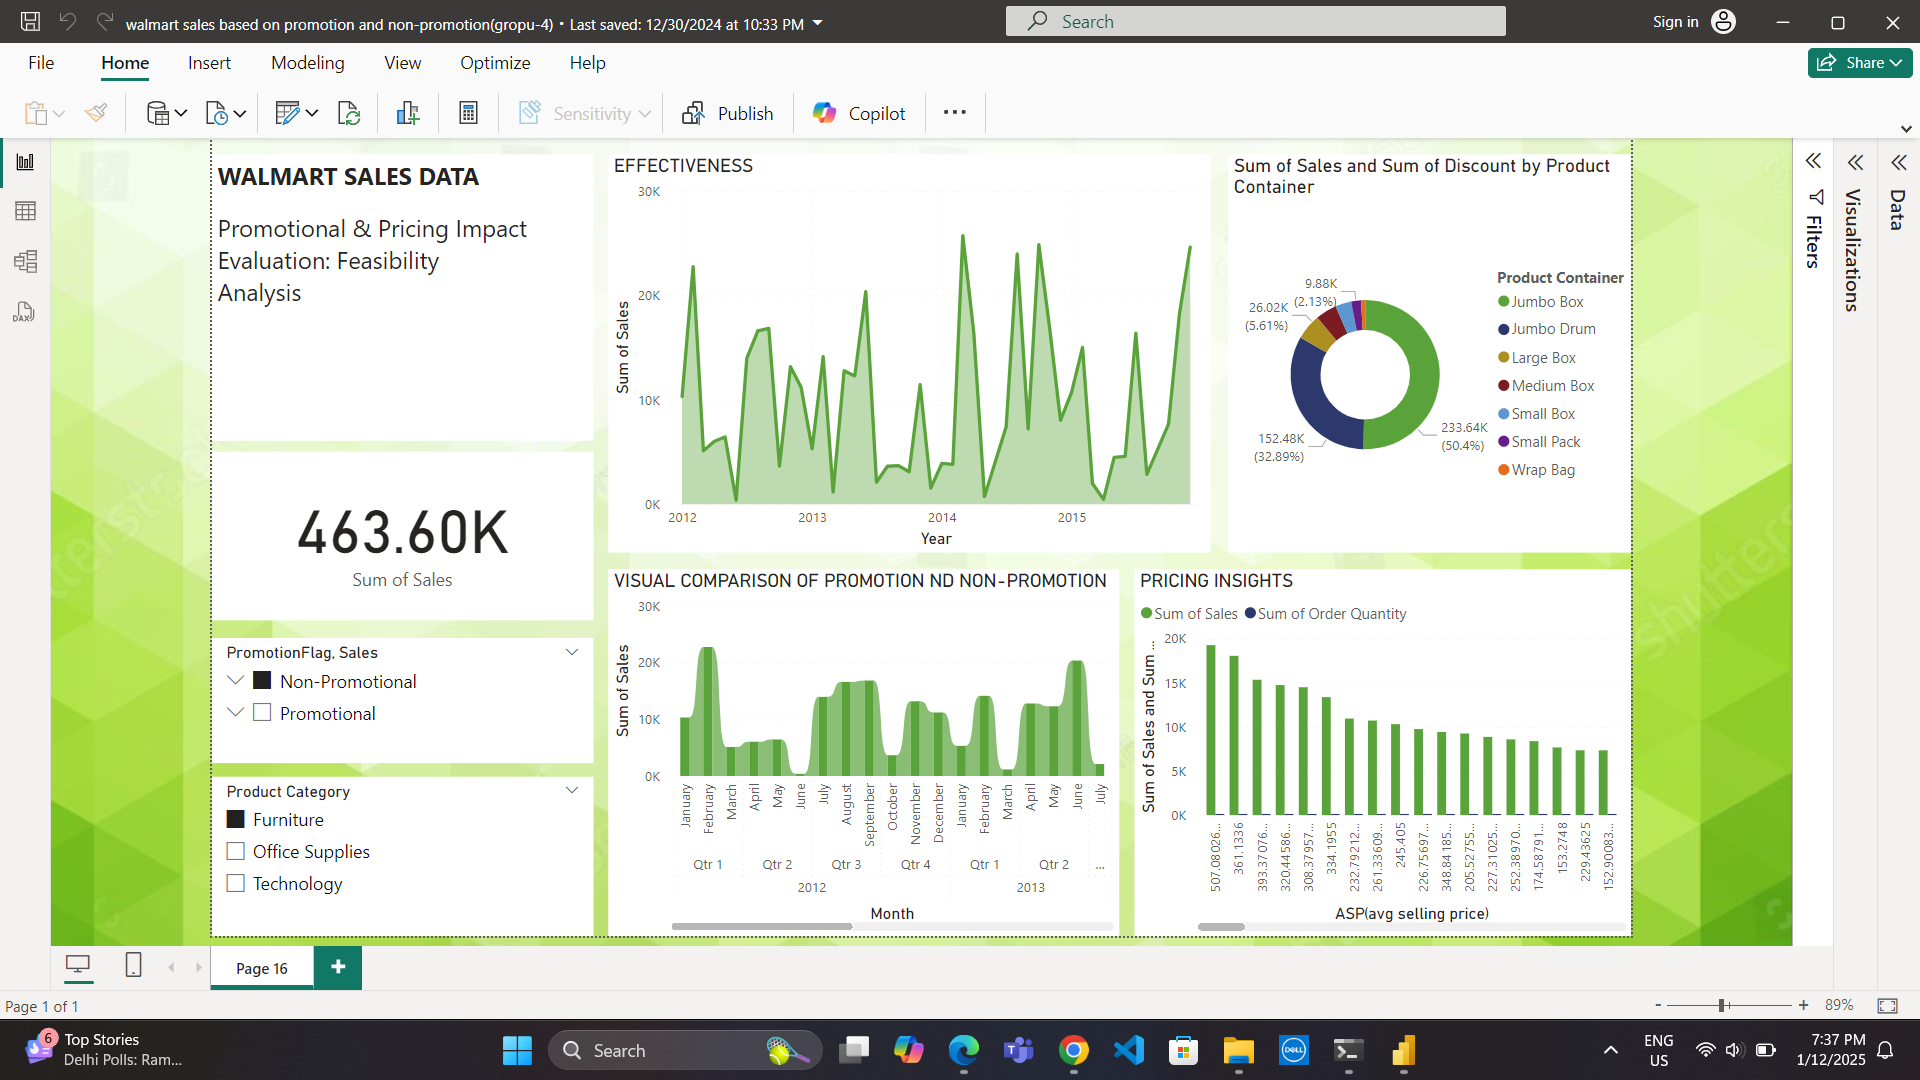 walmart sales based on promotion and non-promotion(gropu-4) • Last saved: 12/30/2024 at 10:33 PM
Search
Sign in
File
Home
Insert
Modeling
View
Optimize
Help
Share
Sensitivity
Publish
Copilot
...
WALMART SALES DATA
Promotional & Pricing Impact
Evaluation: Feasibility
Analysis
463.60K
Sum of Sales
PromotionFlag, Sales
Non-Promotional
Promotional
Product Category
Furniture
Office Supplies
Technology
EFFECTIVENESS
30K
20K
10K
0K
Sum of Sales
2012
2013
2014
2015
Year
Sum of Sales and Sum of Discount by Product
Container
9.88K
(2.13%)
26.02K
(5.61%)
152.48K
(32.89%)
233.64K
(50.4%)
Product Container
Jumbo Box
Jumbo Drum
Large Box
Medium Box
Small Box
Small Pack
Wrap Bag
VISUAL COMPARISON OF PROMOTION ND NON-PROMOTION
30K
20K
10K
0K
Sum of Sales
January
February
March
April
May
June
July
August
September
October
November
December
January
February
March
April
May
June
July
Qtr 1
Qtr 2
Qtr 3
Qtr 4
Qtr 1
Qtr 2
...
2012
2013
Month
PRICING INSIGHTS
Sum of Sales
Sum of Order Quantity
20K
15K
10K
5K
0K
Sum of Sales and Sum ...
507.08026...
361.1336
393.37076...
320.44586...
308.37957...
334.1955
232.79212...
261.33609...
245.405
226.75697...
348.84185...
205.52755...
227.31025...
252.38970...
174.58791...
153.2748
229.43625
152.90083...
ASP(avg selling price)
Filters
Visualizations
Data
DAX
shutterstock
shutters
Page 16
Page 1 of 1
-
+
89%
6
Top Stories
Delhi Polls: Ram...
Search
DELL
ENG
US
7:37 PM
1/12/2025